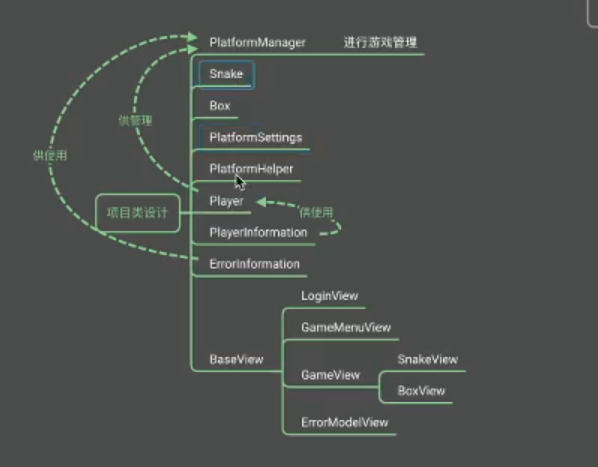 PlatformManager 进行游戏管理
Snake
Box
供管理
PlatformSettings
供使用
PlatformHelper
Player
项目类设计
供使用
PlayerInformation
ErrorInformation
LoginView
GameMenuView
BaseView
SnakeView
GameView
BoxView
ErrorModelView